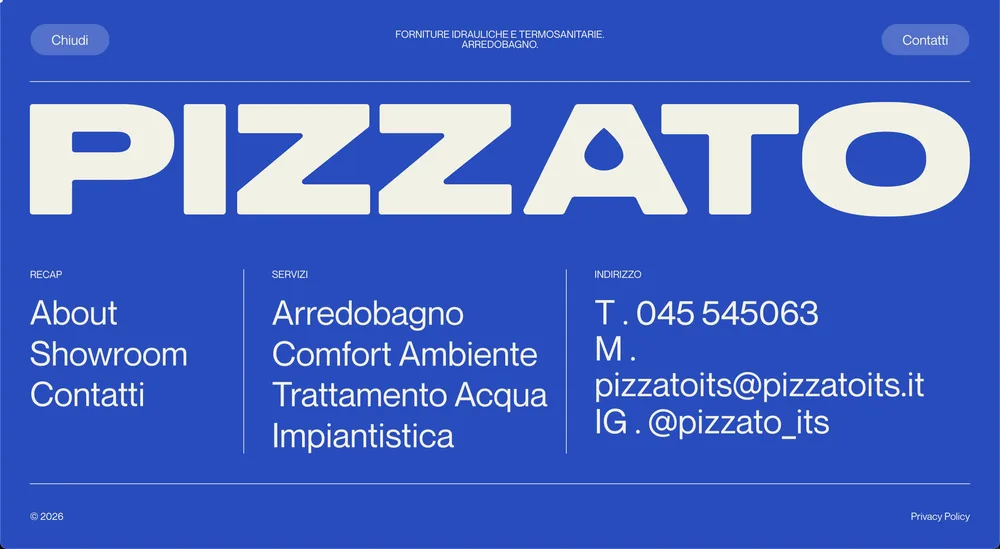 Chiudi
FORNITURE IDRAULICHE E TERMOSANITARIE.
ARREDOBAGNO.
Contatti
PIZZATO
RECAP
About
Showroom
Contatti
SERVIZI
Arredobagno
Comfort Ambiente
Trattamento Acqua
Impiantistica
INDIRIZZO
T . 045 545063
M .
pizzatoits@pizzatoits.it
IG . @pizzato_its
© 2026
Privacy Policy